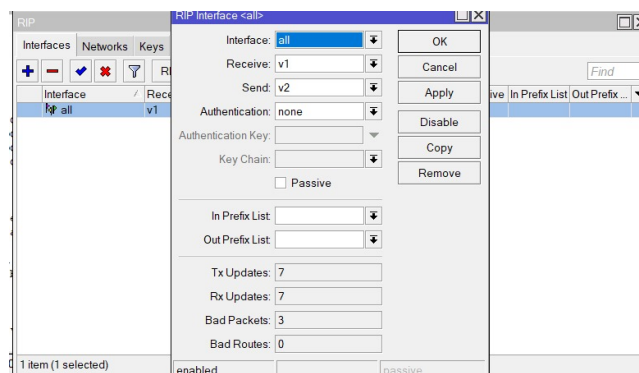 RIP
RIP Interface <all>
Interfaces Networks Keys
Find
Interface
ive In Prefix List Out Prefix ...
all v1
Interface: all
Receive: v1
Send: v2
Authentication: none
Authentication Key:
Key Chain:
Passive
In Prefix List:
Out Prefix List:
Tx Updates: 7
Rx Updates: 7
Bad Packets: 3
Bad Routes: 0
OK
Cancel
Apply
Disable
Copy
Remove
1 item (1 selected)
enabled passive